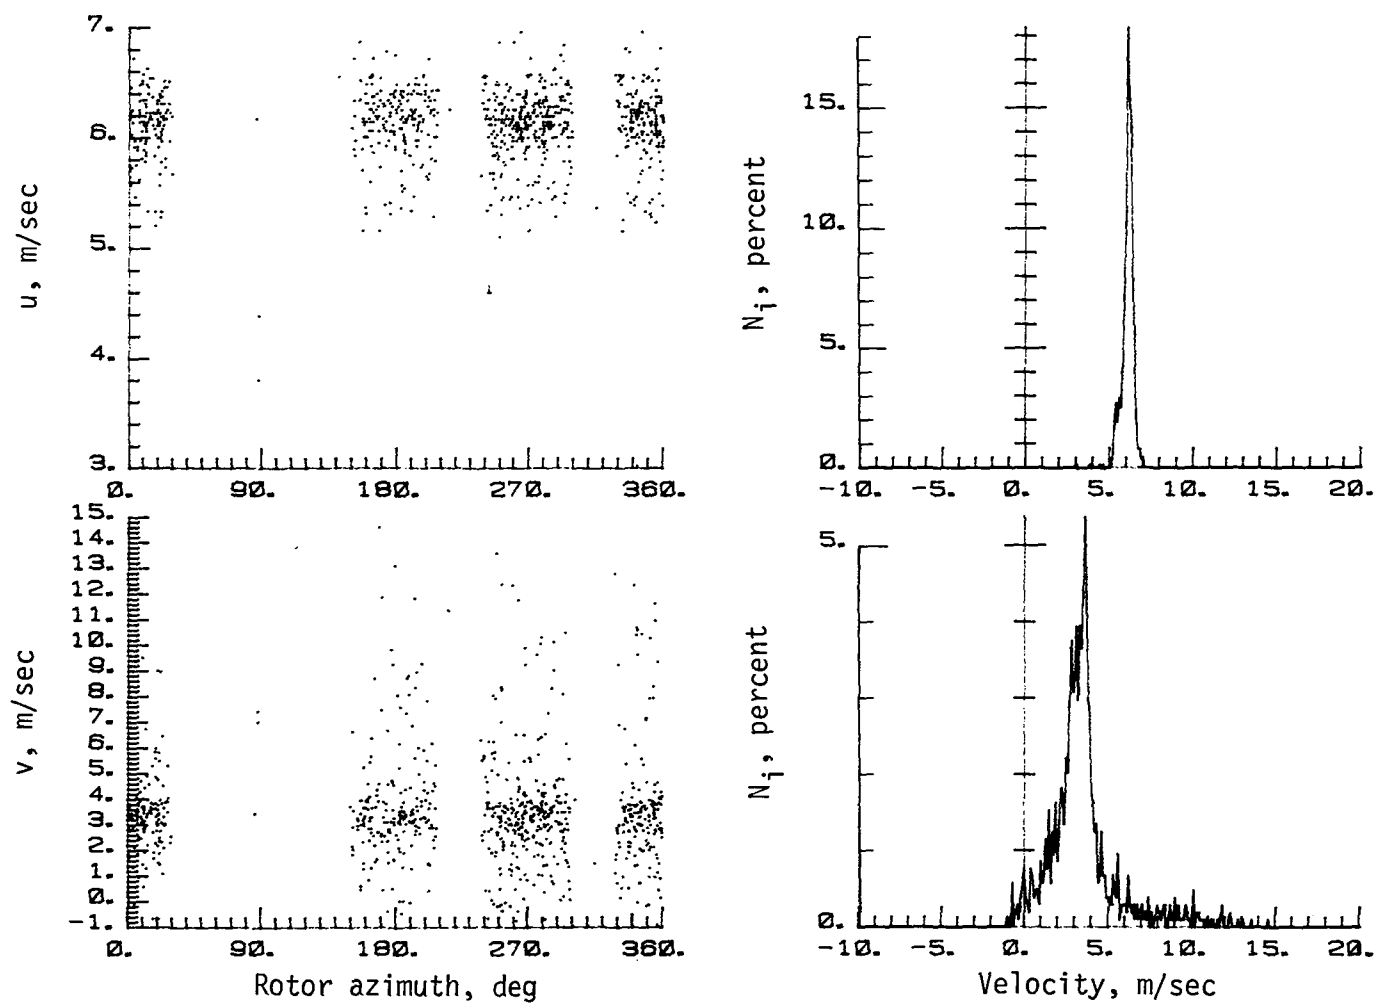 7.
6.
5.
4.
3.
u, m/sec
0. 90. 180. 270. 360.
15.
10.
5.
0.
N_i, percent
-10. -5. 0. 5. 10. 15. 20.
15.
14.
13.
12.
11.
10.
9.
8.
7.
6.
5.
4.
3.
2.
1.
0.
-1.
v, m/sec
0. 90. 180. 270. 360.
Rotor azimuth, deg
5.
0.
N_i, percent
-10. -5. 0. 5. 10. 15. 20.
Velocity, m/sec